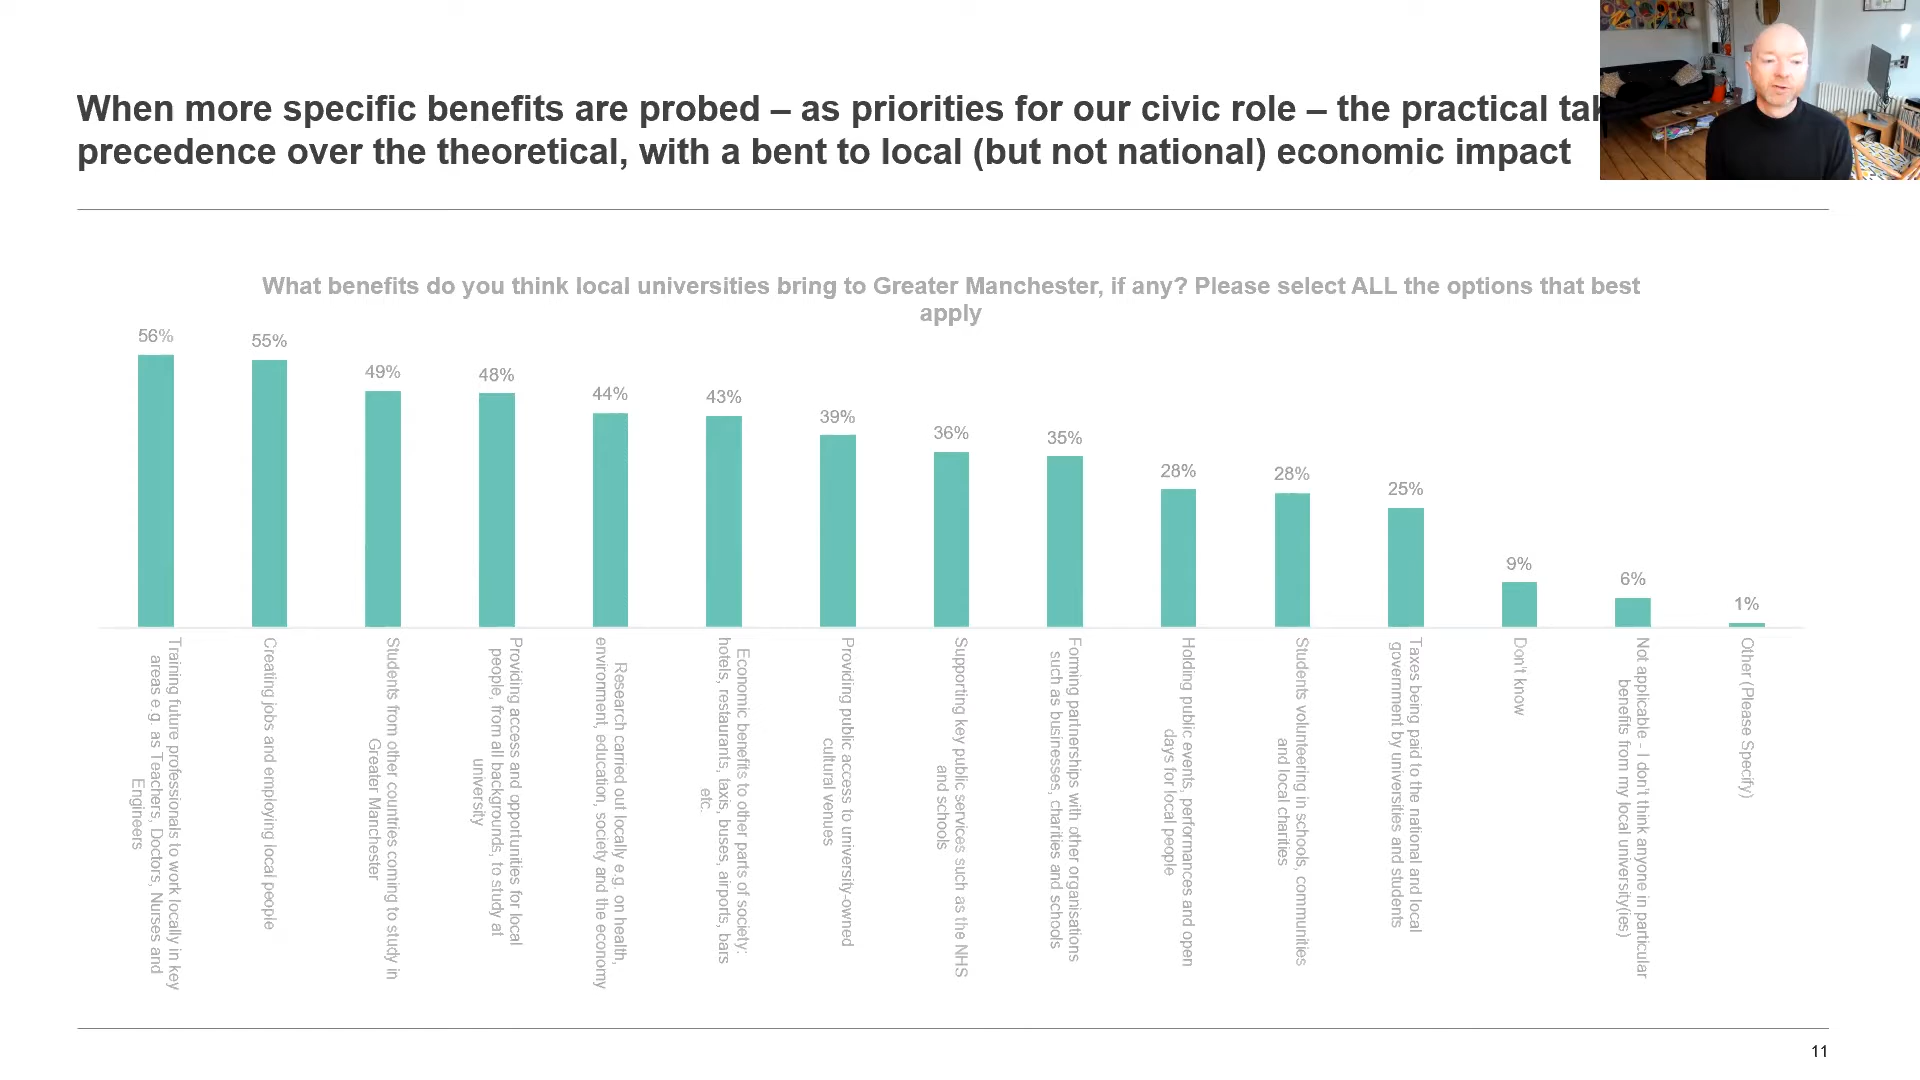 When more specific benefits are probed – as priorities for our civic role – the practical
precedence over the theoretical, with a bent to local (but not national) economic impact
What benefits do you think local universities bring to Greater Manchester, if any? Please select ALL the options that best
apply
56%
55%
49%
48%
44%
43%
39%
36%
35%
28%
28%
25%
9%
6%
1%
Training future professionals to work locally in key
areas e.g. as Teachers, Doctors, Nurses and
Engineers
Creating jobs and employing local people
Students from other countries coming to study in
Greater Manchester
Providing access and opportunities for local
people, from all backgrounds, to study at
university
Research carried out locally e.g. on health,
environment, education, society and the economy
Economic benefits to other parts of society:
hotels, restaurants, taxis, buses, airports, bars
etc.
Providing public access to university-owned
cultural venues
Supporting key public services such as the NHS
and schools
Forming partnerships with other organisations
such as businesses, charities and schools
Holding public events, performances and open
days for local people
Students volunteering in schools, communities
and local charities
Taxes being paid to the national and local
government by universities and students
Don't know
Not applicable - I don't think anyone in particular
benefits from my local university(ies)
Other (Please Specify)
11